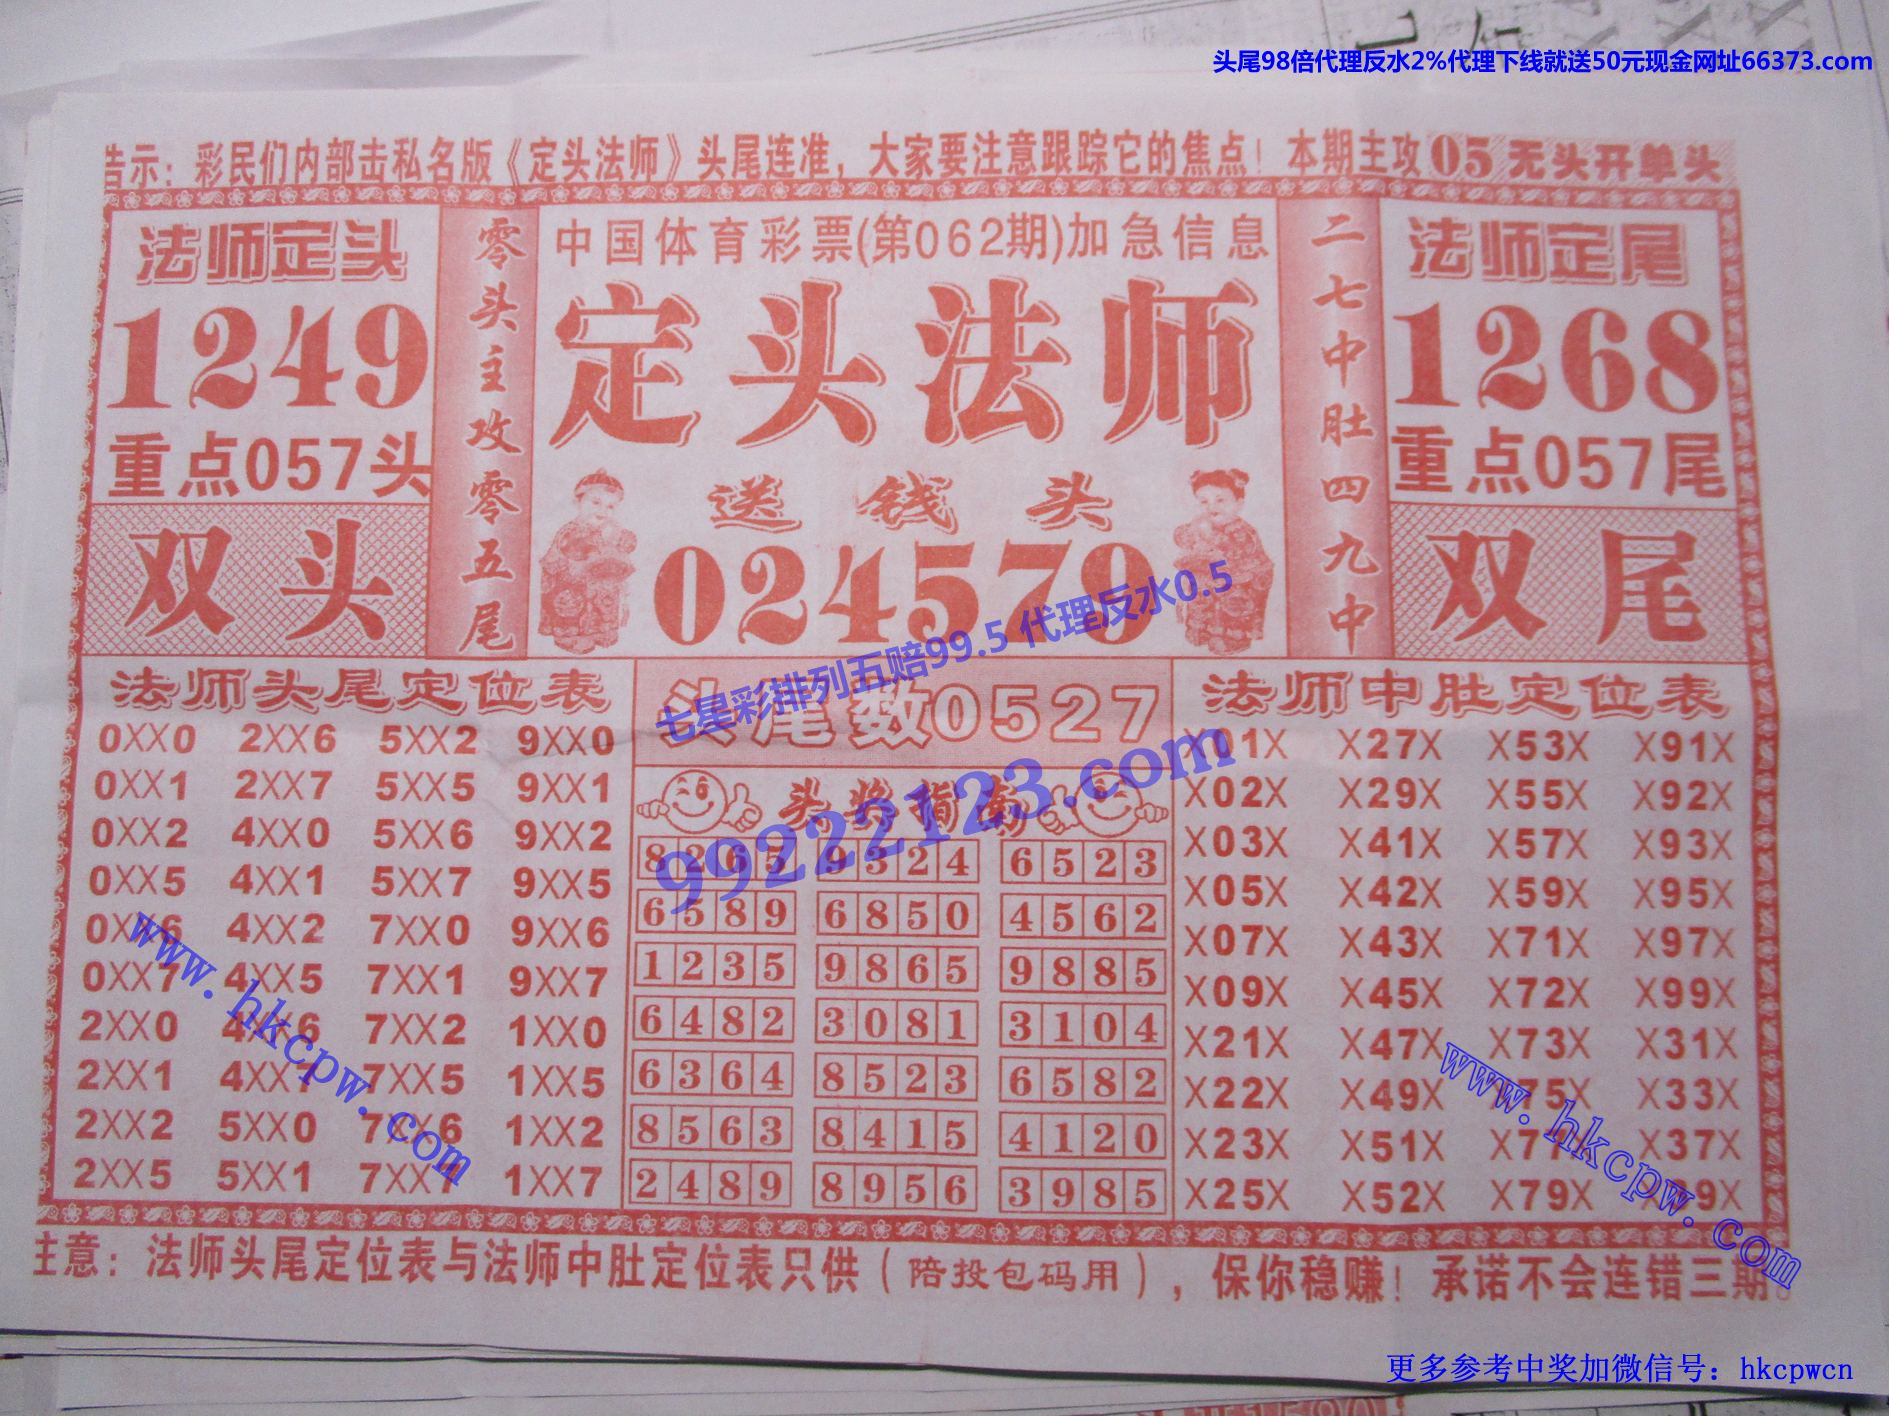 头尾98倍代理反水2%代理下线就送50元现金网址66373.com
告示：彩民们内部击私名版《定头法师》头尾连准，大家要注意跟踪它的焦点！本期主攻05无头开单头
法师定头
1249
重点057头
双头
零头主攻零五尾
中国体育彩票(第062期)加急信息
定头法师
送钱头
024579
二七中肚四九中
法师定尾
1268
重点057尾
双尾
七星彩排列五赔99.5 代理反水0.5
99222123.com
法师头尾定位表
0XX0 2XX6 5XX2 9XX0
0XX1 2XX7 5XX5 9XX1
0XX2 4XX0 5XX6 9XX2
0XX5 4XX1 5XX7 9XX5
0XX6 4XX2 7XX0 9XX6
0XX7 4XX5 7XX1 9XX7
2XX0 4XX6 7XX2 1XX0
2XX1 4XX7 7XX5 1XX5
2XX2 5XX0 7XX6 1XX2
2XX5 5XX1 7XX7 1XX7
头尾数0527
头奖指南
8265 9324 6523
6589 6850 4562
1235 9865 9885
6482 3081 3104
6364 8523 6582
8563 8415 4120
2489 8956 3985
法师中肚定位表
X01X X27X X53X X91X
X02X X29X X55X X92X
X03X X41X X57X X93X
X05X X42X X59X X95X
X07X X43X X71X X97X
X09X X45X X72X X99X
X21X X47X X73X X31X
X22X X49X X75X X33X
X23X X51X X77X X37X
X25X X52X X79X X39X
www.hkcpw.com
www.hkcpw.com
注意：法师头尾定位表与法师中肚定位表只供（陪投包码用），保你稳赚！承诺不会连错三期。
更多参考中奖加微信号：hkcpwcn